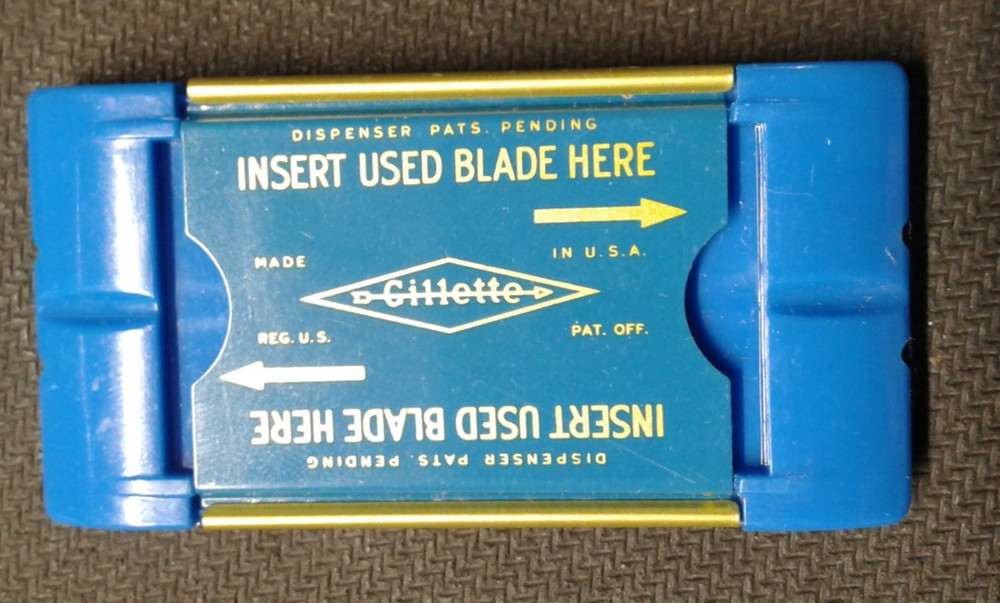 DISPENSER PATS. PENDING
INSERT USED BLADE HERE
MADE IN U.S.A.
Gillette
REG. U.S. PAT. OFF.
INSERT USED BLADE HERE
DISPENSER PATS. PENDING